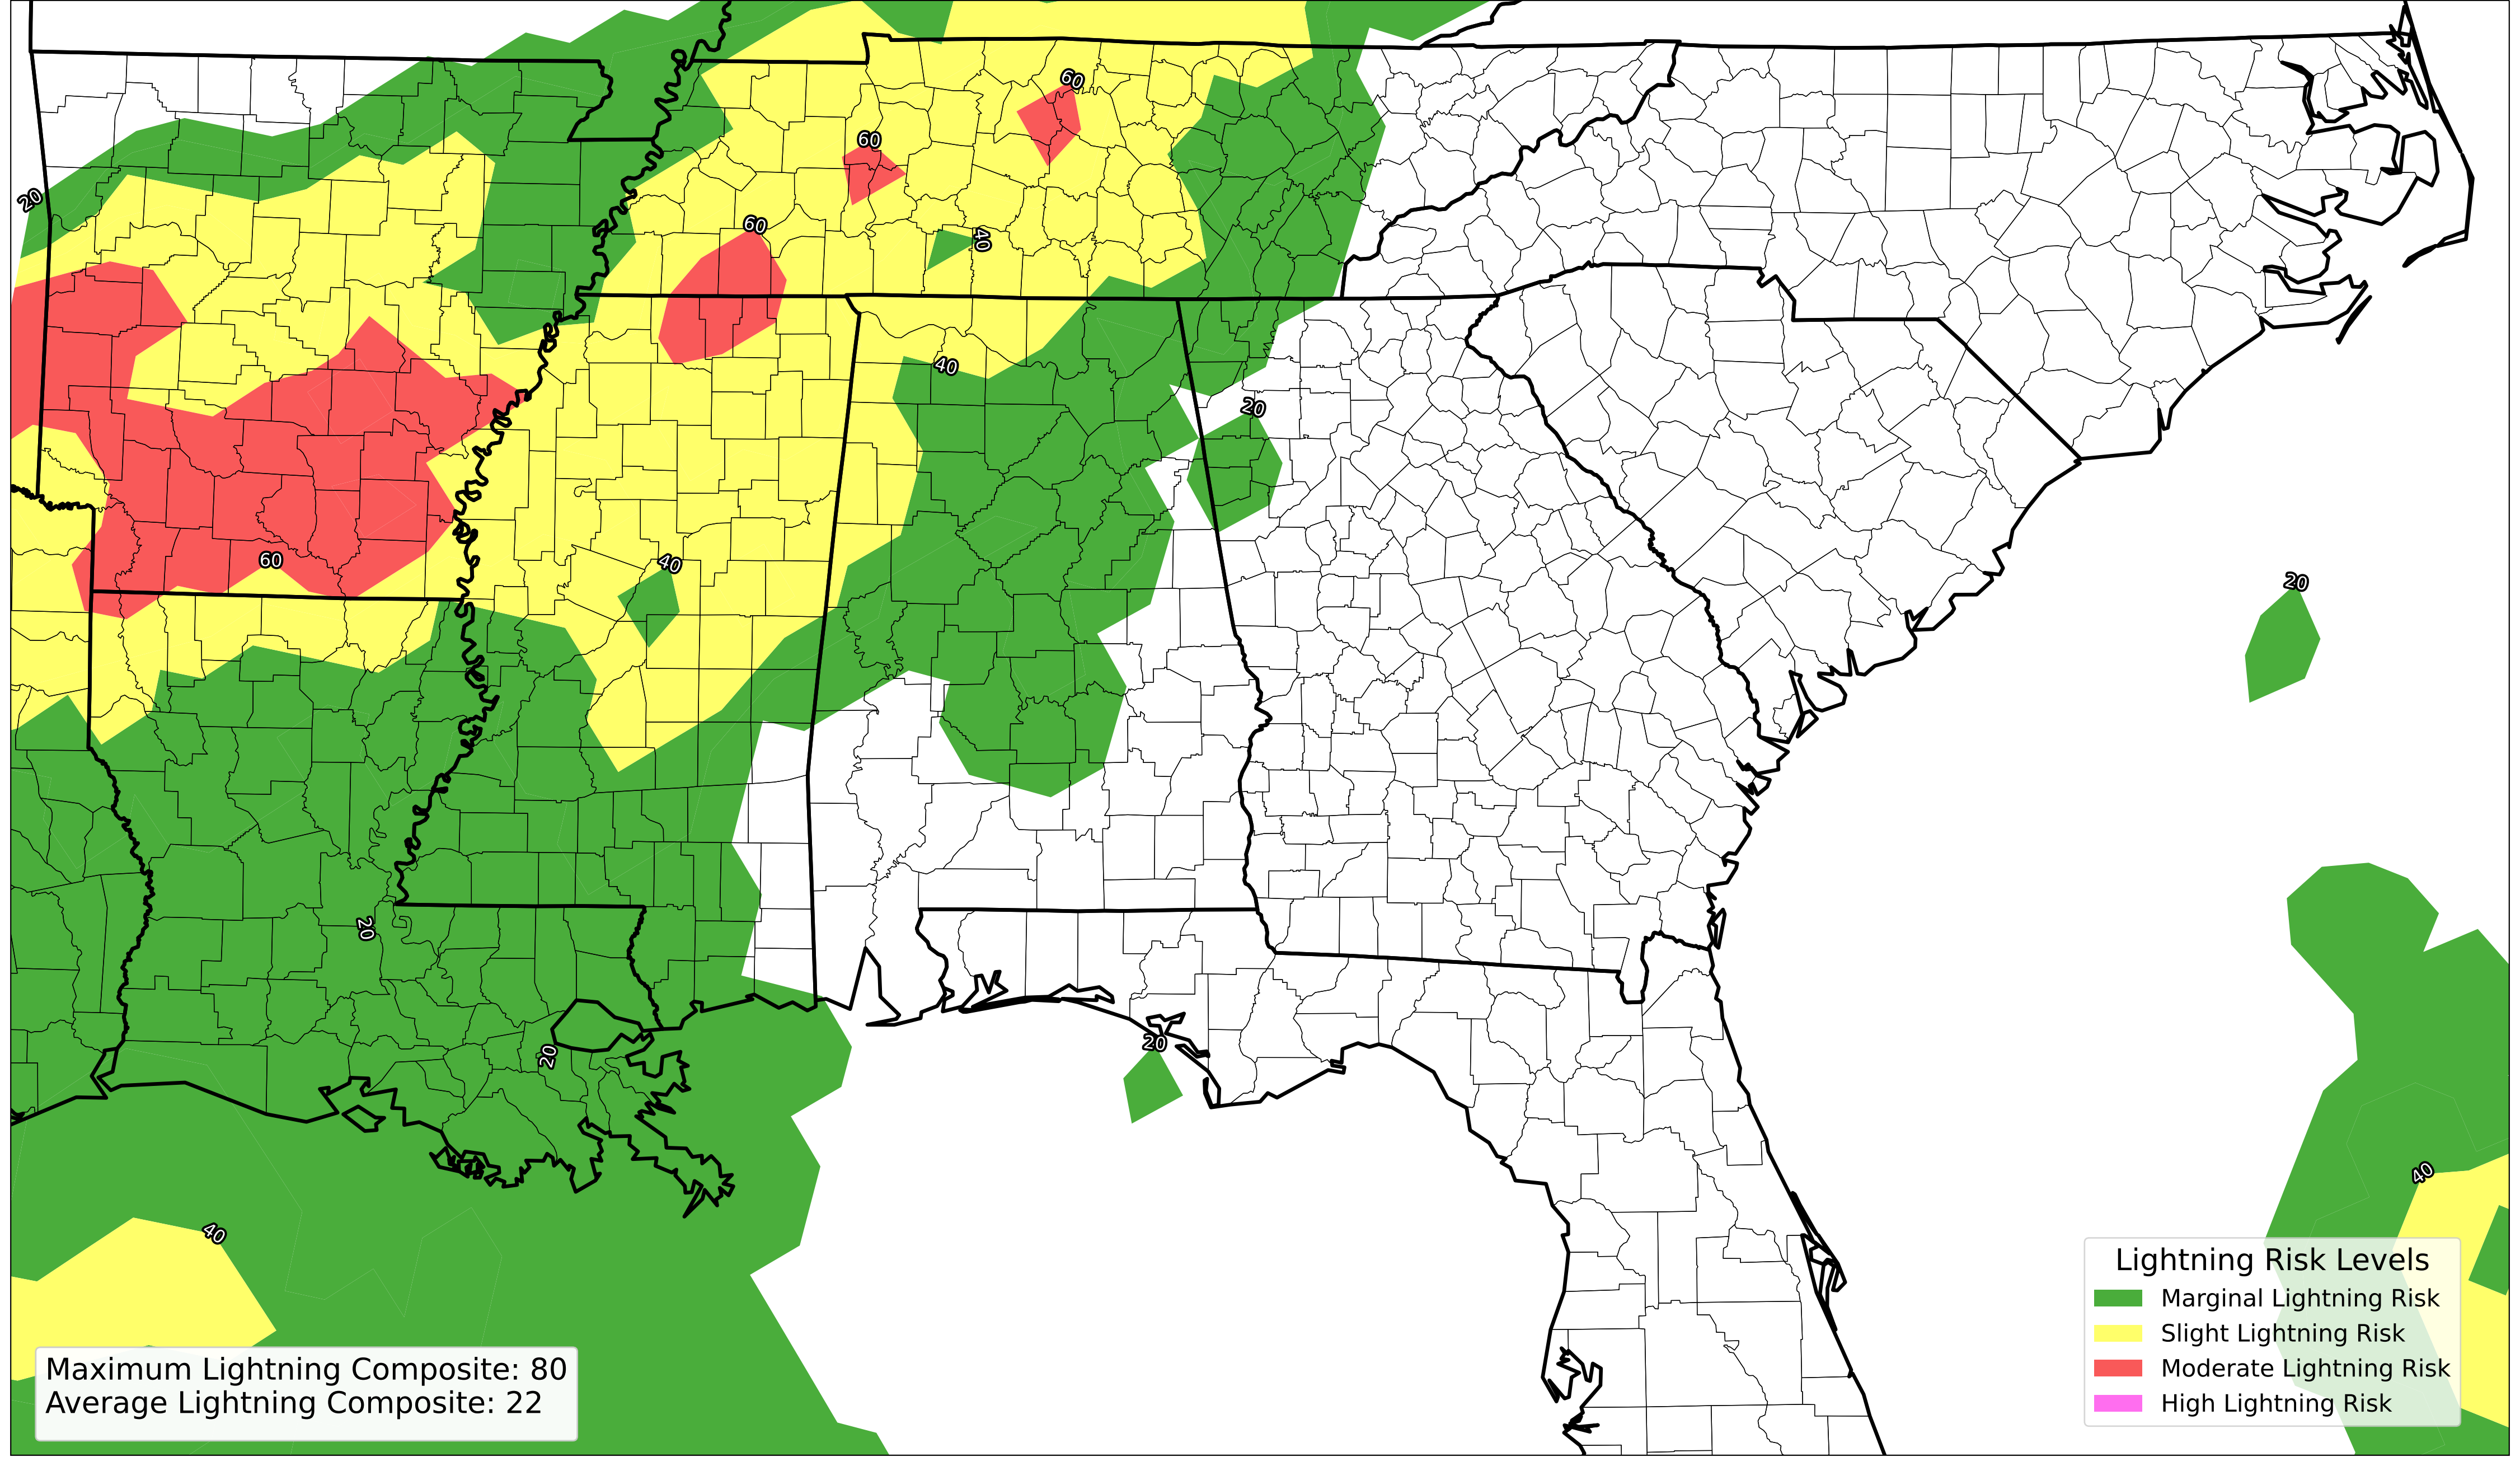 60
60
20
60
40
40
20
40
60
20
20
20
20
40
40
Lightning Risk Levels
Marginal Lightning Risk
Slight Lightning Risk
Moderate Lightning Risk
High Lightning Risk
Maximum Lightning Composite: 80
Average Lightning Composite: 22